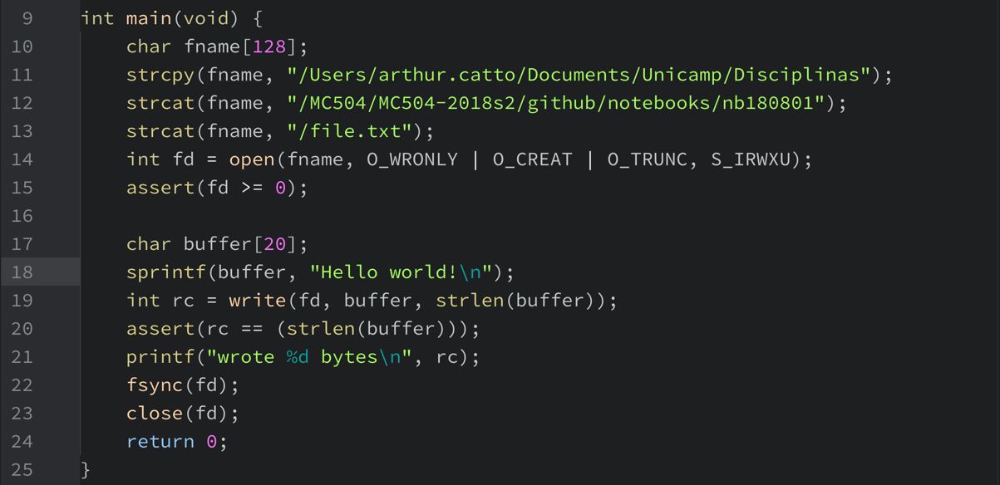 9 int main(void) {
10 char fname[128];
11 strcpy(fname, "/Users/arthur.catto/Documents/Unicamp/Disciplinas");
12 strcat(fname, "/MC504/MC504-2018s2/github/notebooks/nb180801");
13 strcat(fname, "/file.txt");
14 int fd = open(fname, O_WRONLY | O_CREAT | O_TRUNC, S_IRWXU);
15 assert(fd >= 0);
16
17 char buffer[20];
18 sprintf(buffer, "Hello world!\n");
19 int rc = write(fd, buffer, strlen(buffer));
20 assert(rc == (strlen(buffer)));
21 printf("wrote %d bytes\n", rc);
22 fsync(fd);
23 close(fd);
24 return 0;
25 }